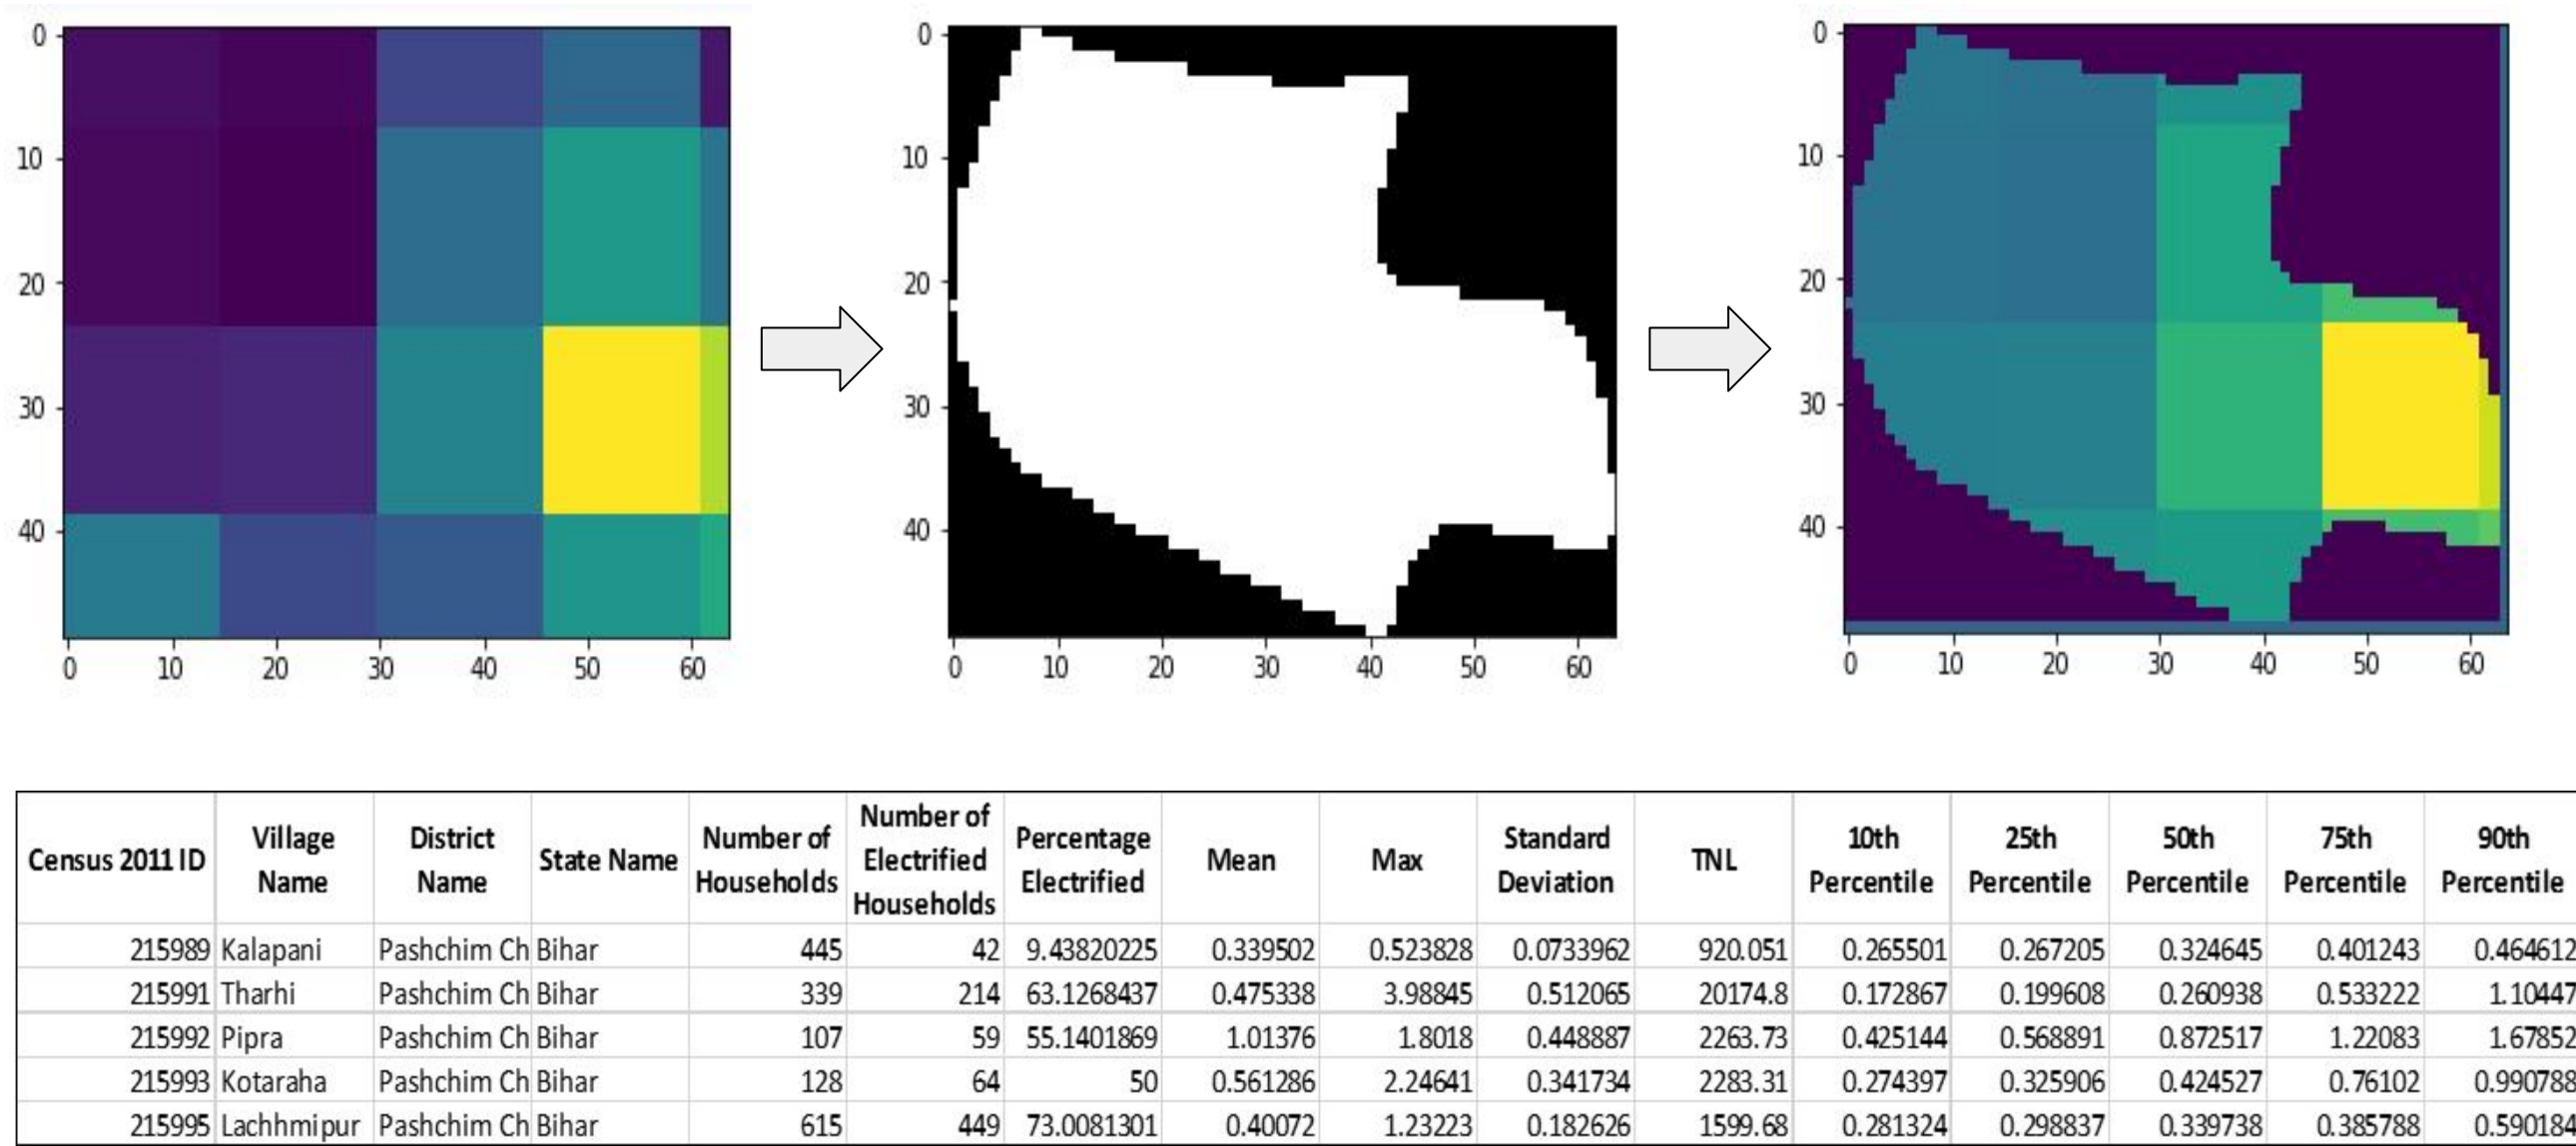 0
10
20
30
40
0 10 20 30 40 50 60
0
10
20
30
40
0 10 20 30 40 50 60
0
10
20
30
40
0 10 20 30 40 50 60
Census 2011 ID Village Name District Name State Name Number of Households Number of Electrified Households Percentage Electrified Mean Max Standard Deviation TNL 10th Percentile 25th Percentile 50th Percentile 75th Percentile 90th Percentile
215989 Kalapani Pashchim Ch Bihar 445 42 9.43820225 0.339502 0.523828 0.0733962 920.051 0.265501 0.267205 0.324645 0.401243 0.464612
215991 Tharhi Pashchim Ch Bihar 339 214 63.1268437 0.475338 3.98845 0.512065 20174.8 0.172867 0.199608 0.260938 0.533222 1.10447
215992 Pipra Pashchim Ch Bihar 107 59 55.1401869 1.01376 1.8018 0.448887 2263.73 0.425144 0.568891 0.872517 1.22083 1.67852
215993 Kotaraha Pashchim Ch Bihar 128 64 50 0.561286 2.24641 0.341734 2283.31 0.274397 0.325906 0.424527 0.76102 0.990788
215995 Lachhmipur Pashchim Ch Bihar 615 449 73.0081301 0.40072 1.23223 0.182626 1599.68 0.281324 0.298837 0.339738 0.385788 0.590184